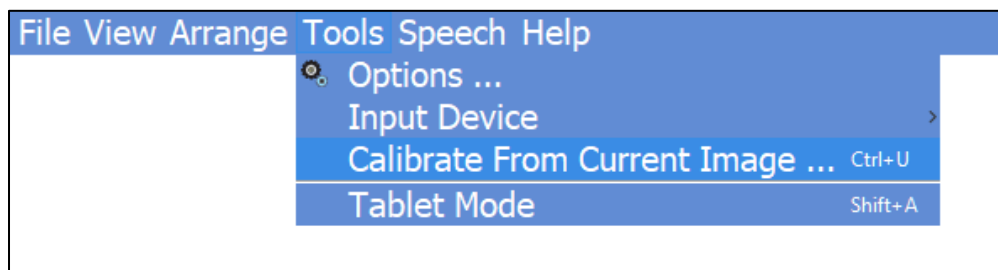 File View Arrange Tools Speech Help
Options ...
Input Device
Calibrate From Current Image ... Ctrl+U
Tablet Mode Shift+A